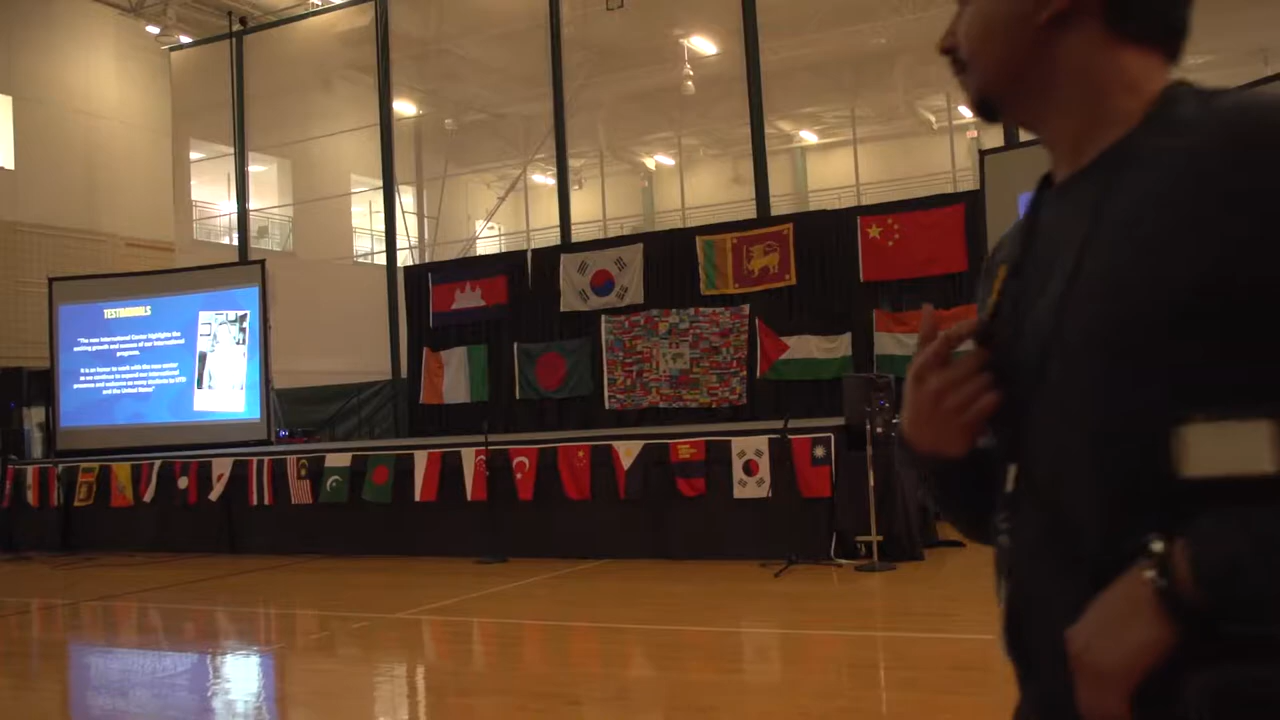 TESTIMONIALS
"The new International Center highlights the
exciting growth and success of our international
programs.
It is an honor to work with the new center
as we continue to expand our international
presence and welcome so many students to UTD
and the United States"